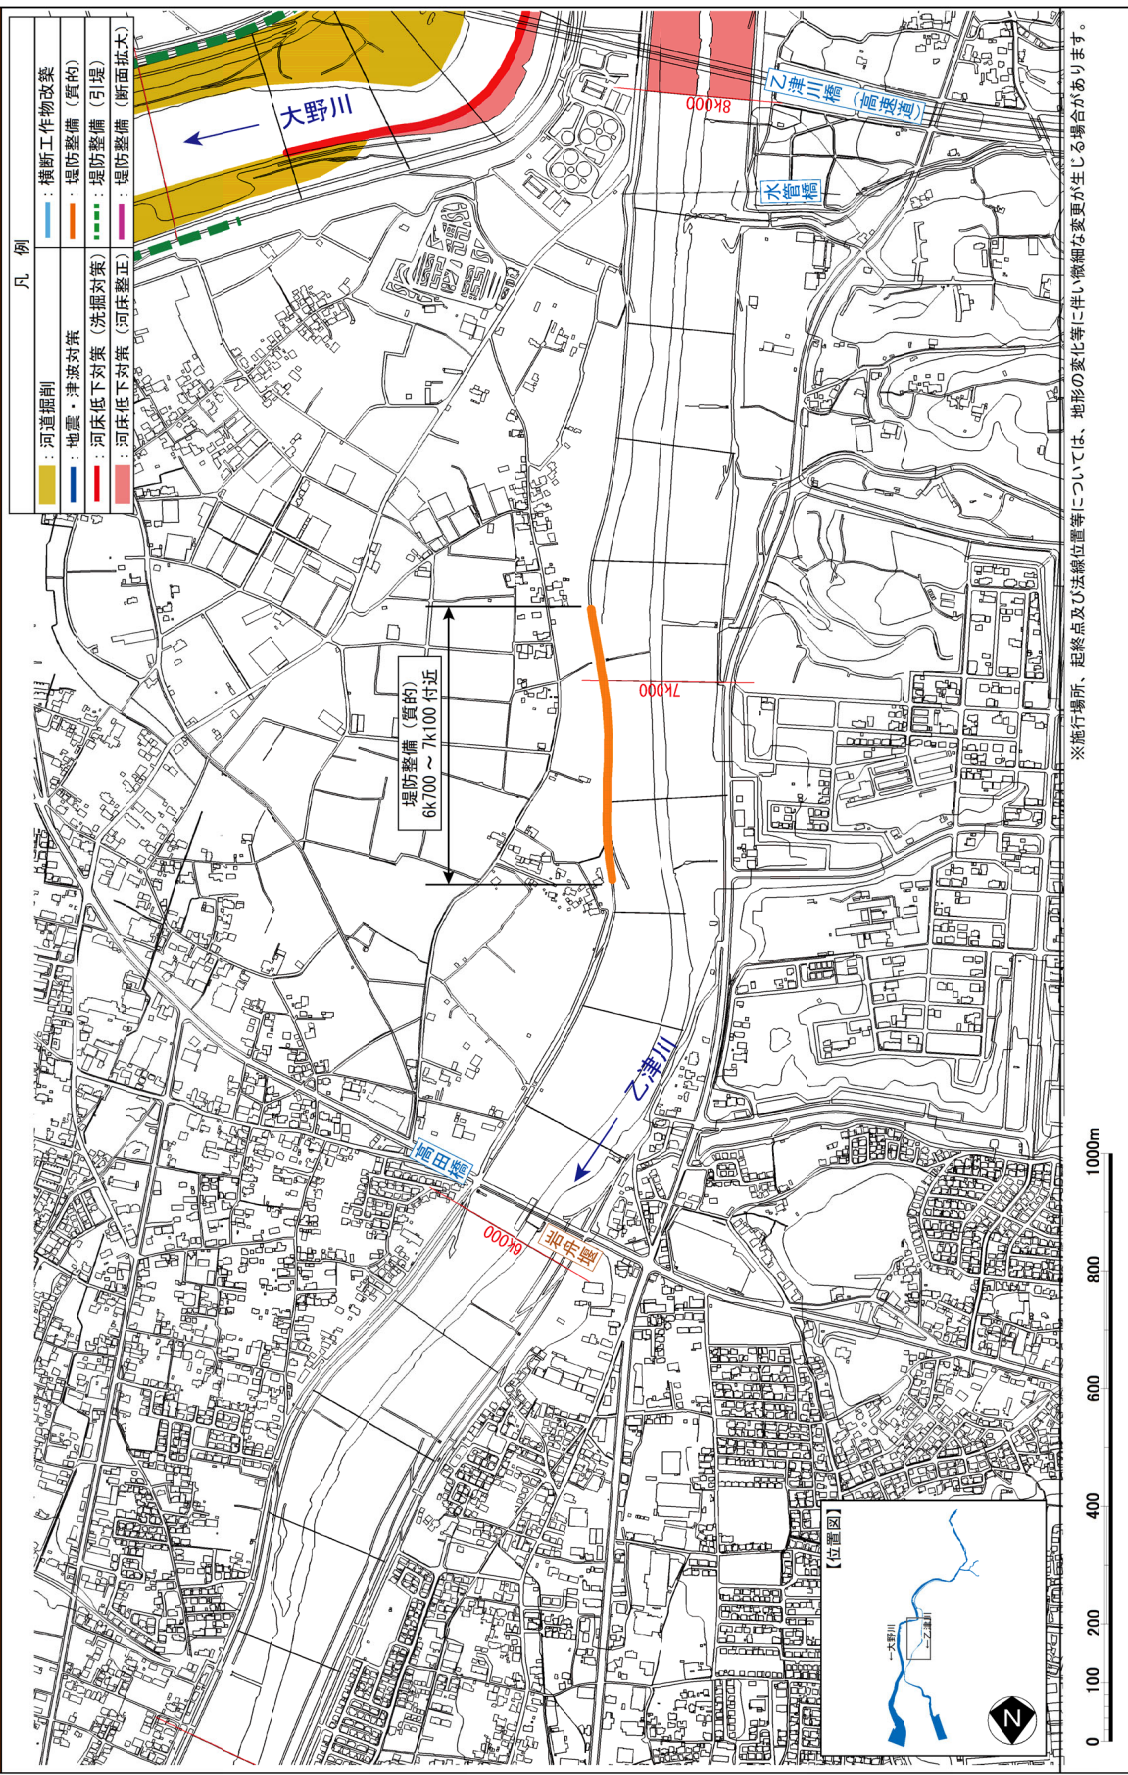 凡 例
：河道掘削
：地震・津波対策
：河床低下対策（洗掘対策）
：河床低下対策（河床整正）
：横断工作物改築
：堤防整備（質的）
：堤防整備（引堤）
：堤防整備（断面拡大）
大野川
乙津川橋（高速道）
8k000
水管橋
堤防整備（質的）
6k700 ～ 7k100 付近
7k000
乙津川
高田橋
6k000
岩舟堰
【位置図】
←大野川
←乙津川
N
0 100 200 400 600 800 1000m
※施行場所、起終点及び法線位置等については、地形の変化等に伴い微細な変更が生じる場合があります。